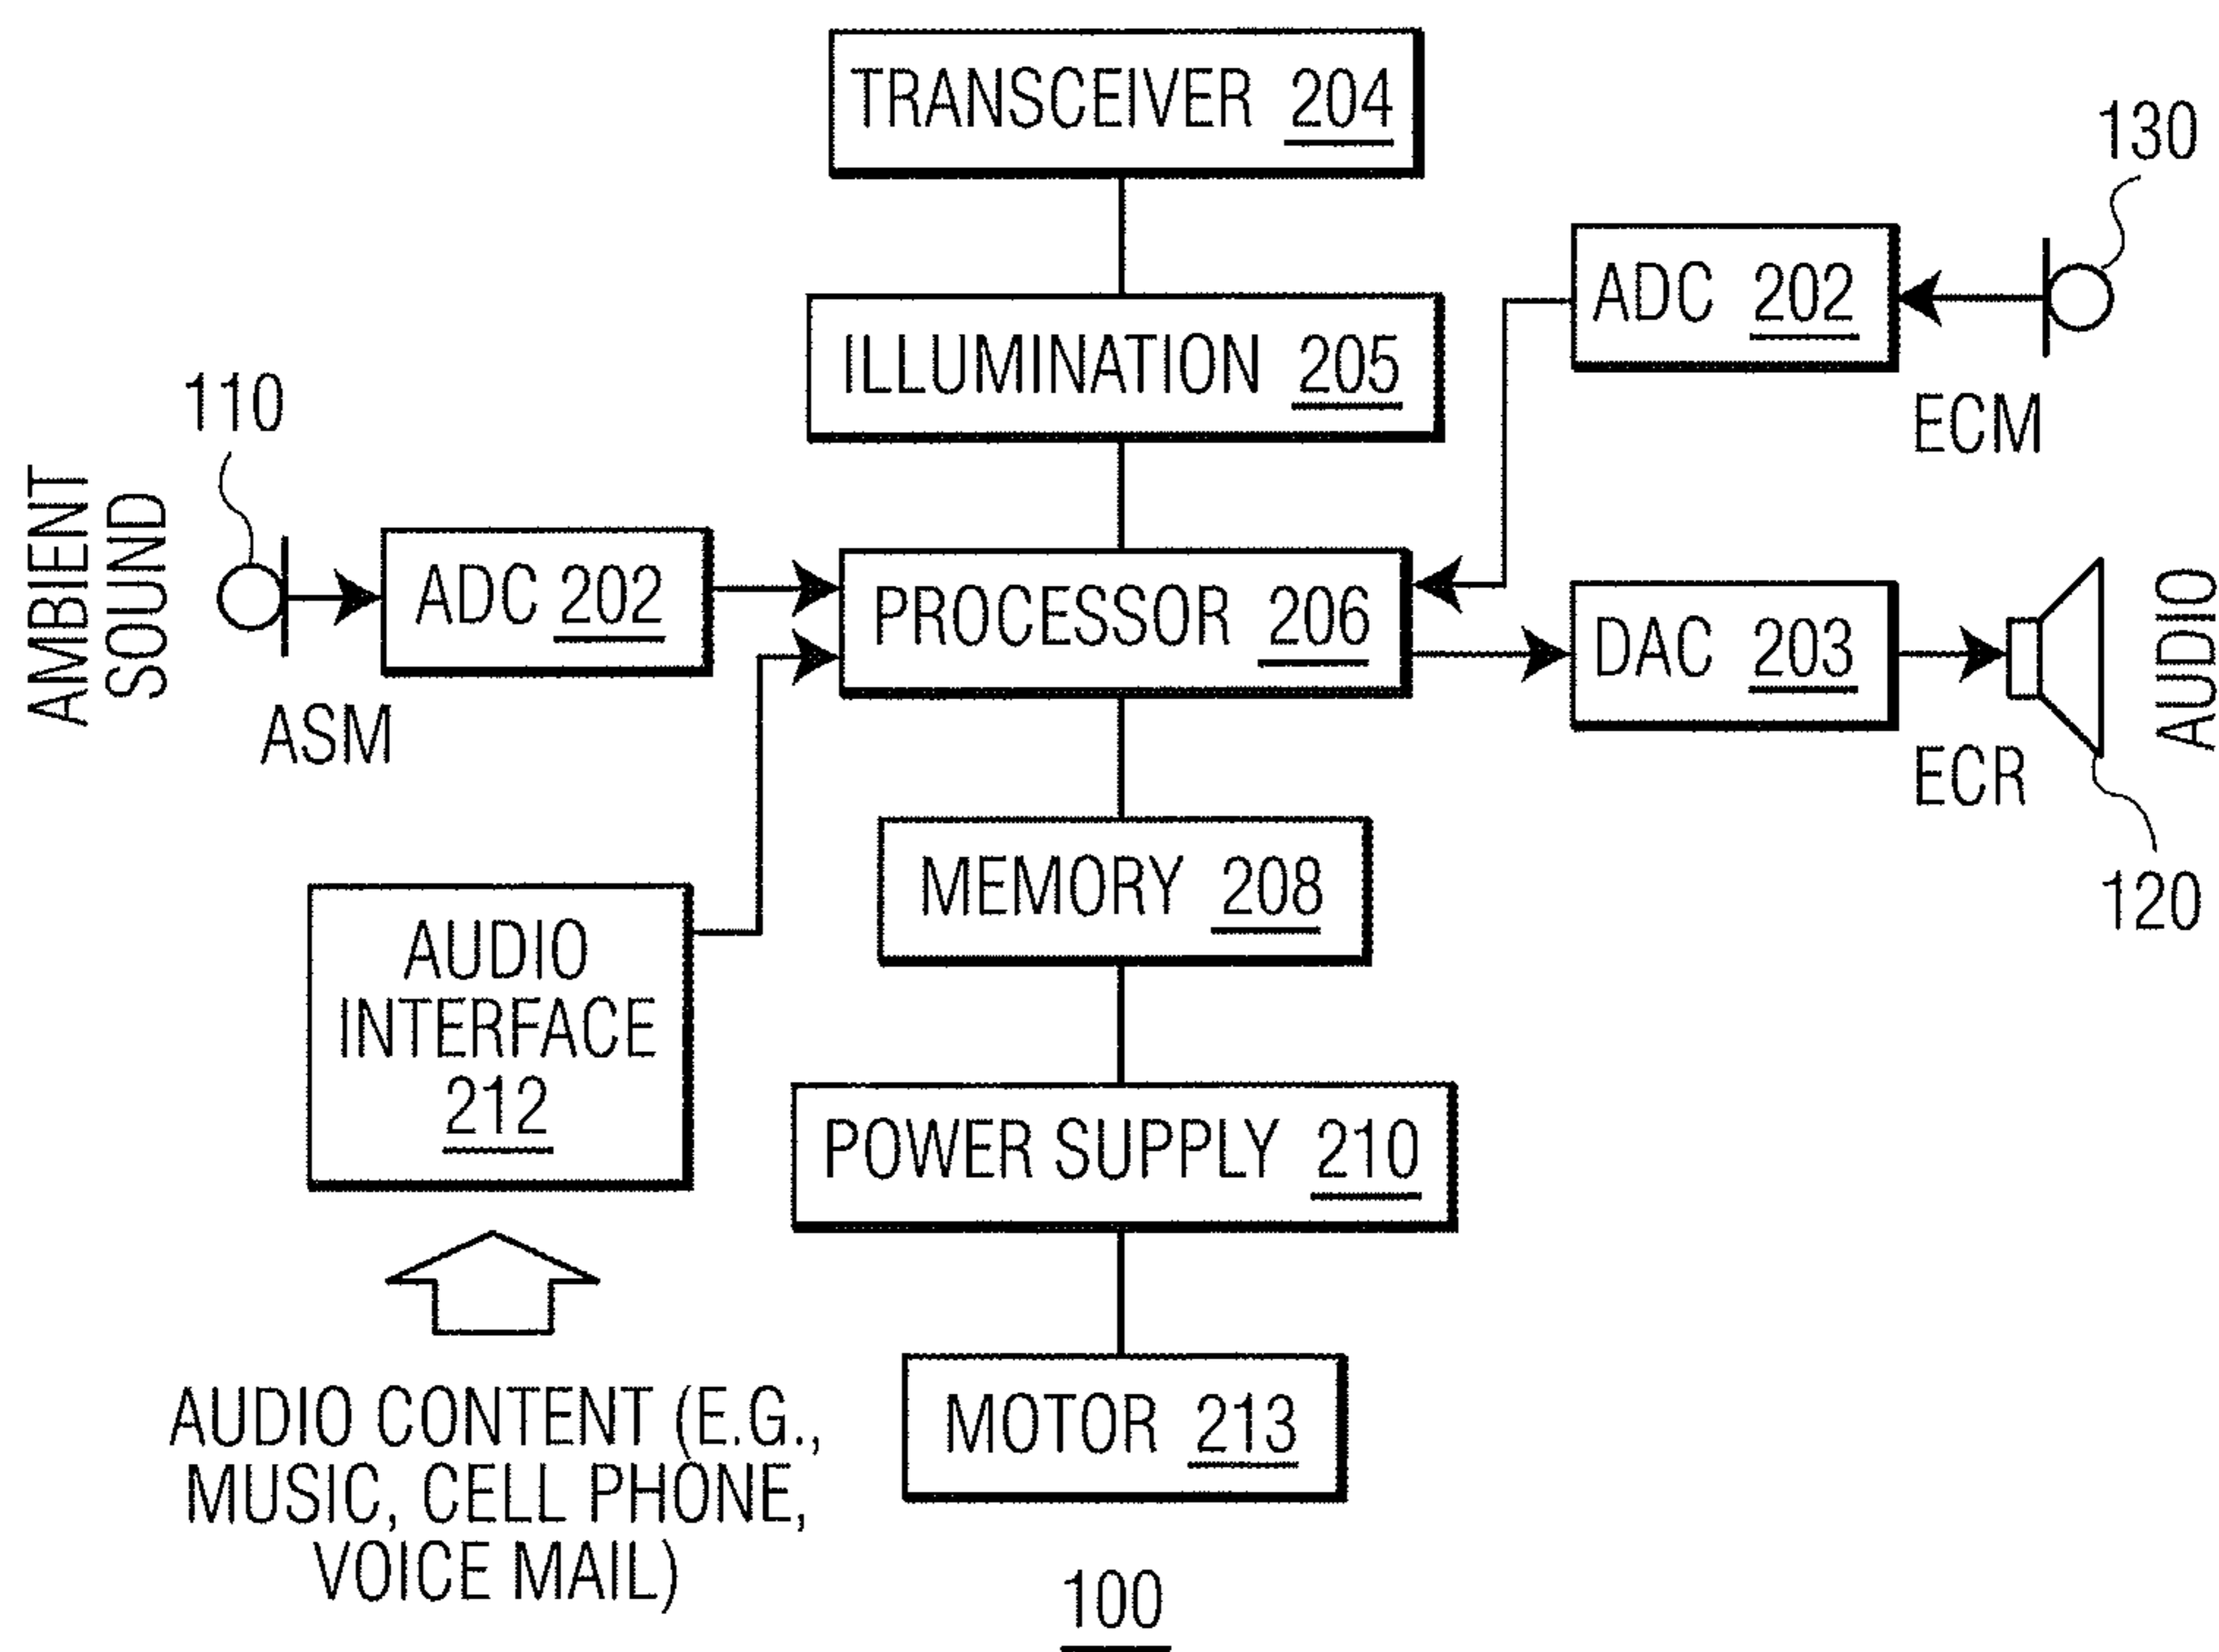 TRANSCEIVER 204
130
ADC 202
ILLUMINATION 205
ECM
110
AMBIENT
SOUND
ADC 202
PROCESSOR 206
DAC 203
AUDIO
ASM
ECR
120
MEMORY 208
AUDIO
INTERFACE
212
POWER SUPPLY 210
MOTOR 213
AUDIO CONTENT (E.G.,
MUSIC, CELL PHONE,
VOICE MAIL)
100